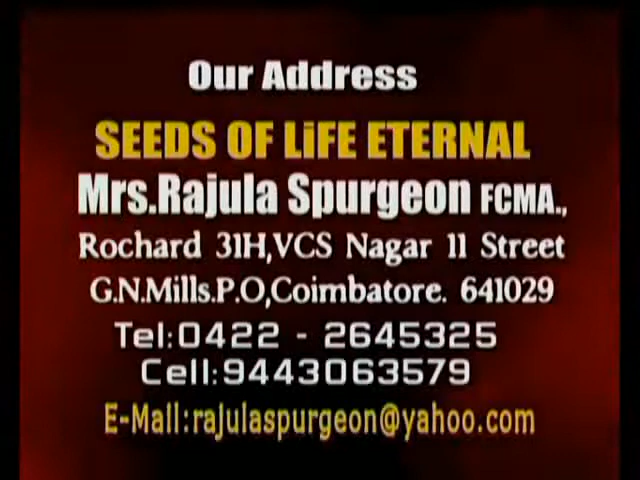 Our Address
SEEDS OF LiFE ETERNAL
Mrs.Rajula Spurgeon FCMA.,
Rochard 31H,VCS Nagar 11 Street
G.N.Mills.P.O,Coimbatore. 641029
Tel:0422 - 2645325
Cell:9443063579
E-Mail:rajulaspurgeon@yahoo.com